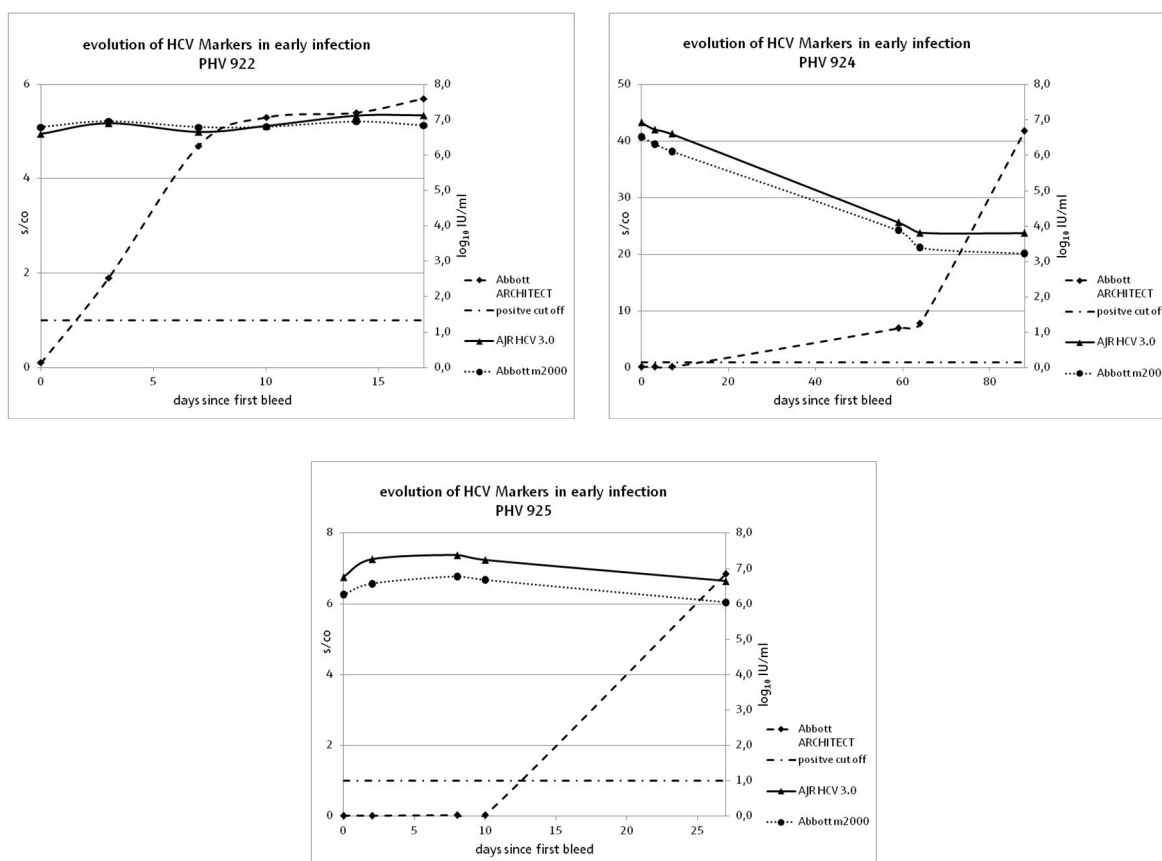 evolution of HCV Markers in early infection
PHV 922
6
4
2
0
s/co
8,0
7,0
6,0
5,0
4,0
3,0
2,0
1,0
0,0
log10 IU/ml
0 5 10 15
days since first bleed
Abbott
ARCHITECT
positve cut off
AJR HCV 3.0
Abbott m2000
evolution of HCV Markers in early infection
PHV 924
50
40
30
20
10
0
s/co
8,0
7,0
6,0
5,0
4,0
3,0
2,0
1,0
0,0
log10 IU/ml
0 20 40 60 80
days since first bleed
Abbott
ARCHITECT
positve cut off
AJR HCV 3.0
Abbott m200
evolution of HCV Markers in early infection
PHV 925
8
6
4
2
0
s/co
8,0
7,0
6,0
5,0
4,0
3,0
2,0
1,0
0,0
log10 IU/ml
0 5 10 15 20 25
days since first bleed
Abbott
ARCHITECT
positve cut off
AJR HCV 3.0
Abbott m2000